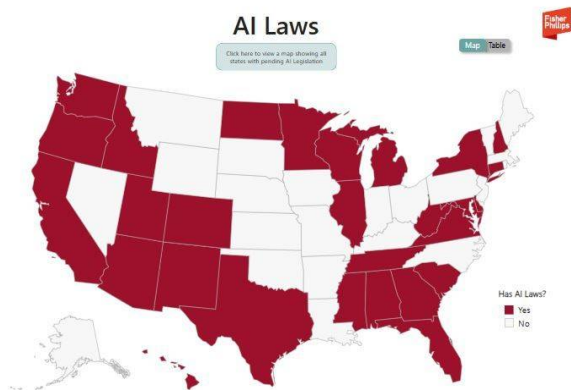 AI Laws
Fisher
Phillips
Click here to view a map showing all
states with pending AI Legislation
Map Table
Has AI Laws?
Yes
No